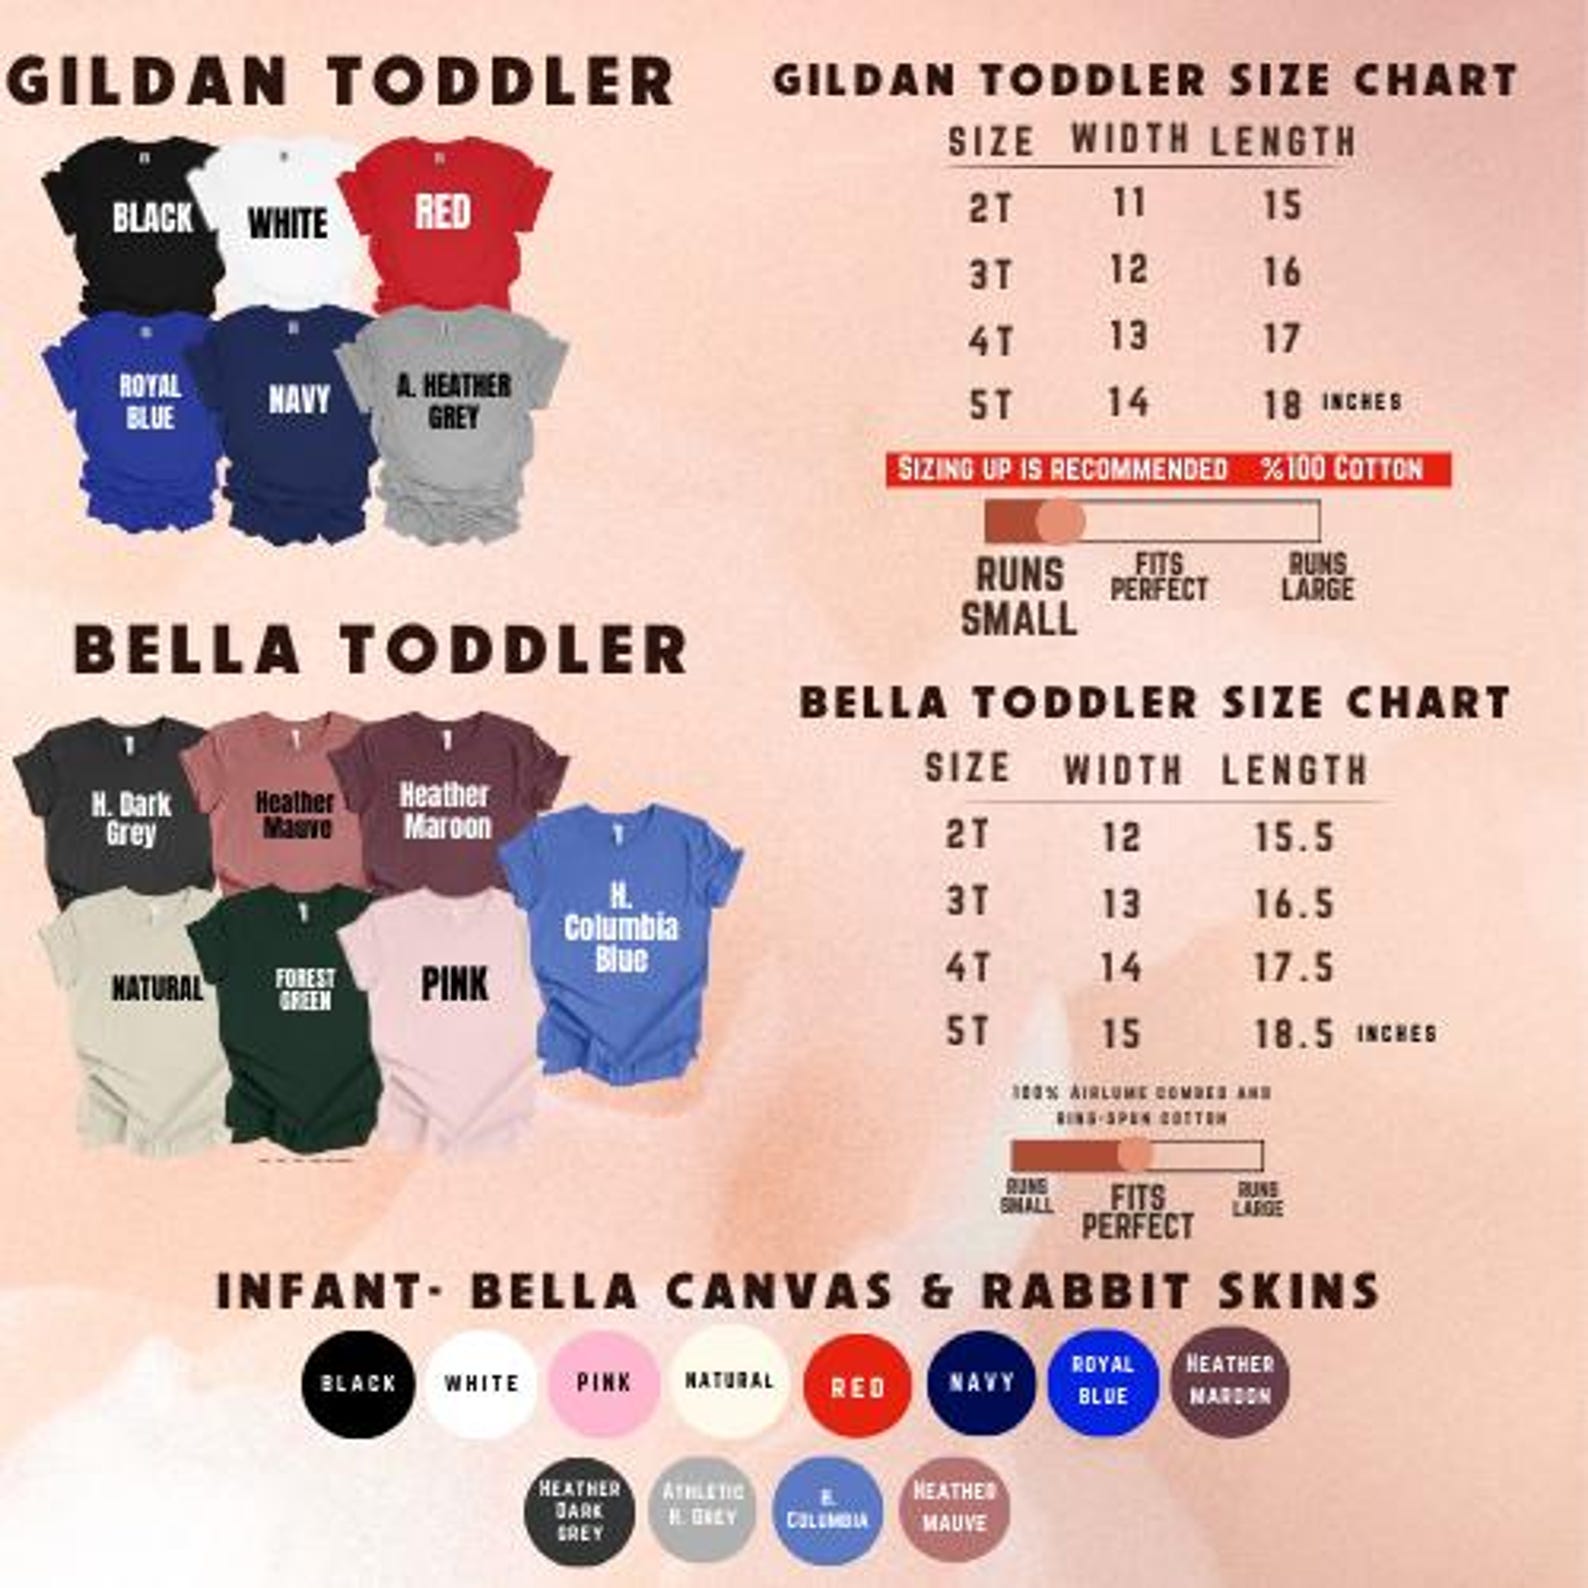 GILDAN TODDLER
BLACK
WHITE
RED
ROYAL
BLUE
NAVY
A. HEATHER
GREY
GILDAN TODDLER SIZE CHART
SIZE WIDTH LENGTH
2T 11 15
3T 12 16
4T 13 17
5T 14 18 INCHES
SIZING UP IS RECOMMENDED %100 COTTON
RUNS
SMALL
FITS
PERFECT
RUNS
LARGE
BELLA TODDLER
H. Dark
Grey
Heather
Mauve
Heather
Maroon
H.
Columbia
Blue
NATURAL
FOREST
GREEN
PINK
BELLA TODDLER SIZE CHART
SIZE WIDTH LENGTH
2T 12 15.5
3T 13 16.5
4T 14 17.5
5T 15 18.5 INCHES
100% AIRLUME COMBED AND
RING-SPUN COTTON
RUNS
SMALL
FITS
PERFECT
RUNS
LARGE
INFANT- BELLA CANVAS & RABBIT SKINS
BLACK
WHITE
PINK
NATURAL
RED
NAVY
ROYAL
BLUE
HEATHER
MAROON
HEATHER
DARK
GREY
ATHLETIC
H. GREY
H.
COLUMBIA
HEATHER
MAUVE